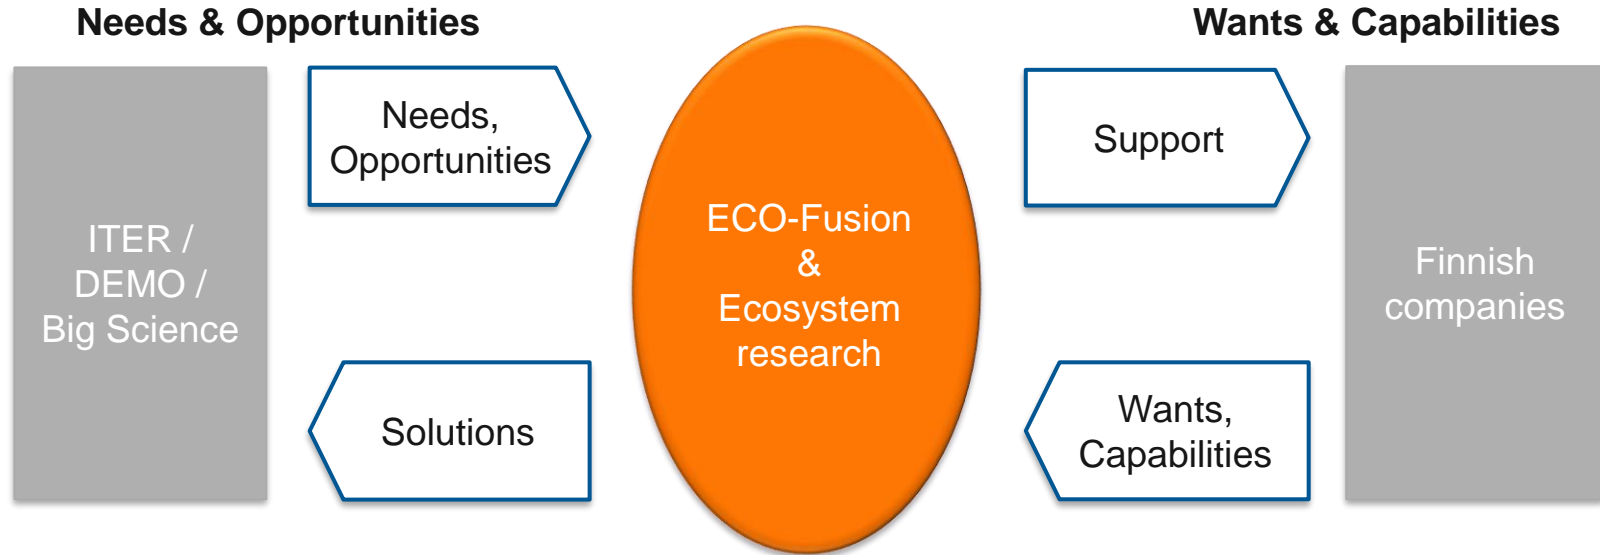 Needs & Opportunities
Wants & Capabilities
ITER /
DEMO /
Big Science
Needs,
Opportunities
Solutions
ECO-Fusion
&
Ecosystem
research
Support
Wants,
Capabilities
Finnish
companies